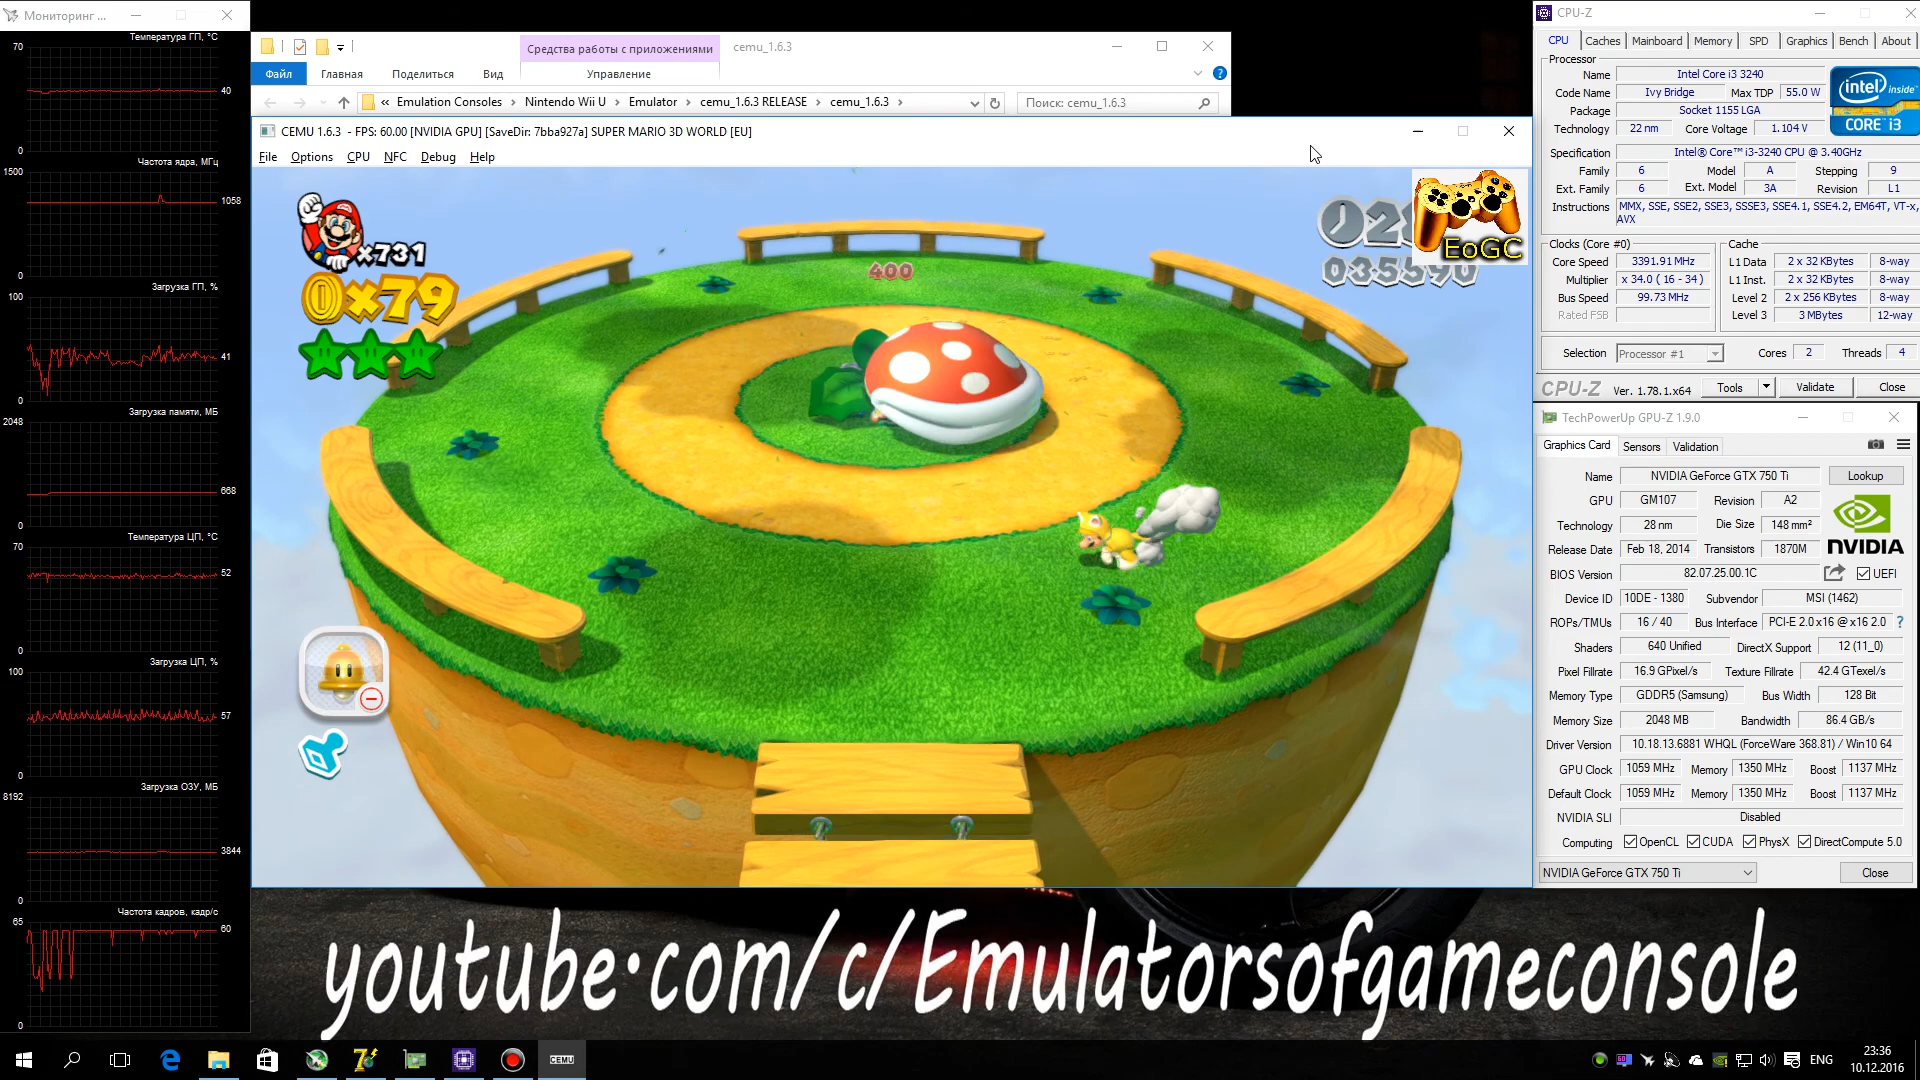 Мониторинг ...
Температура ГП, °C
70
40
0
Частота ядра, МГц
1500
1058
0
Загрузка ГП, %
100
41
0
Загрузка памяти, МБ
2048
668
0
Температура ЦП, °C
70
52
0
Загрузка ЦП, %
100
57
0
Загрузка ОЗУ, МБ
8192
3844
0
Частота кадров, кадр/с
65
60
0
Средства работы с приложениями
cemu_1.6.3
Файл
Главная
Поделиться
Вид
Управление
« Emulation Consoles > Nintendo Wii U > Emulator > cemu_1.6.3 RELEASE > cemu_1.6.3 >
Поиск: cemu_1.6.3
CEMU 1.6.3 - FPS: 60.00 [NVIDIA GPU] [SaveDir: 7bba927a] SUPER MARIO 3D WORLD [EU]
File Options CPU NFC Debug Help
x731
x79
400
035590
EoGC
CPU-Z
CPU Caches Mainboard Memory SPD Graphics Bench About
Processor
Name Intel Core i3 3240
Code Name Ivy Bridge Max TDP 55.0 W
Package Socket 1155 LGA
Technology 22 nm Core Voltage 1.104 V
intel inside™
CORE i3
Specification Intel® Core™ i3-3240 CPU @ 3.40GHz
Family 6 Model A Stepping 9
Ext. Family 6 Ext. Model 3A Revision L1
Instructions MMX, SSE, SSE2, SSE3, SSSE3, SSE4.1, SSE4.2, EM64T, VT-x,
AVX
Clocks (Core #0)
Core Speed 3391.91 MHz
Multiplier x 34.0 ( 16 - 34 )
Bus Speed 99.73 MHz
Rated FSB
Cache
L1 Data 2 x 32 KBytes 8-way
L1 Inst. 2 x 32 KBytes 8-way
Level 2 2 x 256 KBytes 8-way
Level 3 3 MBytes 12-way
Selection Processor #1 Cores 2 Threads 4
CPU-Z Ver. 1.78.1.x64 Tools Validate Close
TechPowerUp GPU-Z 1.9.0
Graphics Card Sensors Validation
Name NVIDIA GeForce GTX 750 Ti Lookup
GPU GM107 Revision A2
Technology 28 nm Die Size 148 mm²
Release Date Feb 18, 2014 Transistors 1870M
NVIDIA
BIOS Version 82.07.25.00.1C UEFI
Device ID 10DE - 1380 Subvendor MSI (1462)
ROPs/TMUs 16 / 40 Bus Interface PCI-E 2.0 x16 @ x16 2.0 ?
Shaders 640 Unified DirectX Support 12 (11_0)
Pixel Fillrate 16.9 GPixel/s Texture Fillrate 42.4 GTexel/s
Memory Type GDDR5 (Samsung) Bus Width 128 Bit
Memory Size 2048 MB Bandwidth 86.4 GB/s
Driver Version 10.18.13.6881 WHQL (ForceWare 368.81) / Win10 64
GPU Clock 1059 MHz Memory 1350 MHz Boost 1137 MHz
Default Clock 1059 MHz Memory 1350 MHz Boost 1137 MHz
NVIDIA SLI Disabled
Computing OpenCL CUDA PhysX DirectCompute 5.0
NVIDIA GeForce GTX 750 Ti Close
youtube.com/c/Emulatorsofgameconsole
CEMU
ENG
23:36
10.12.2016